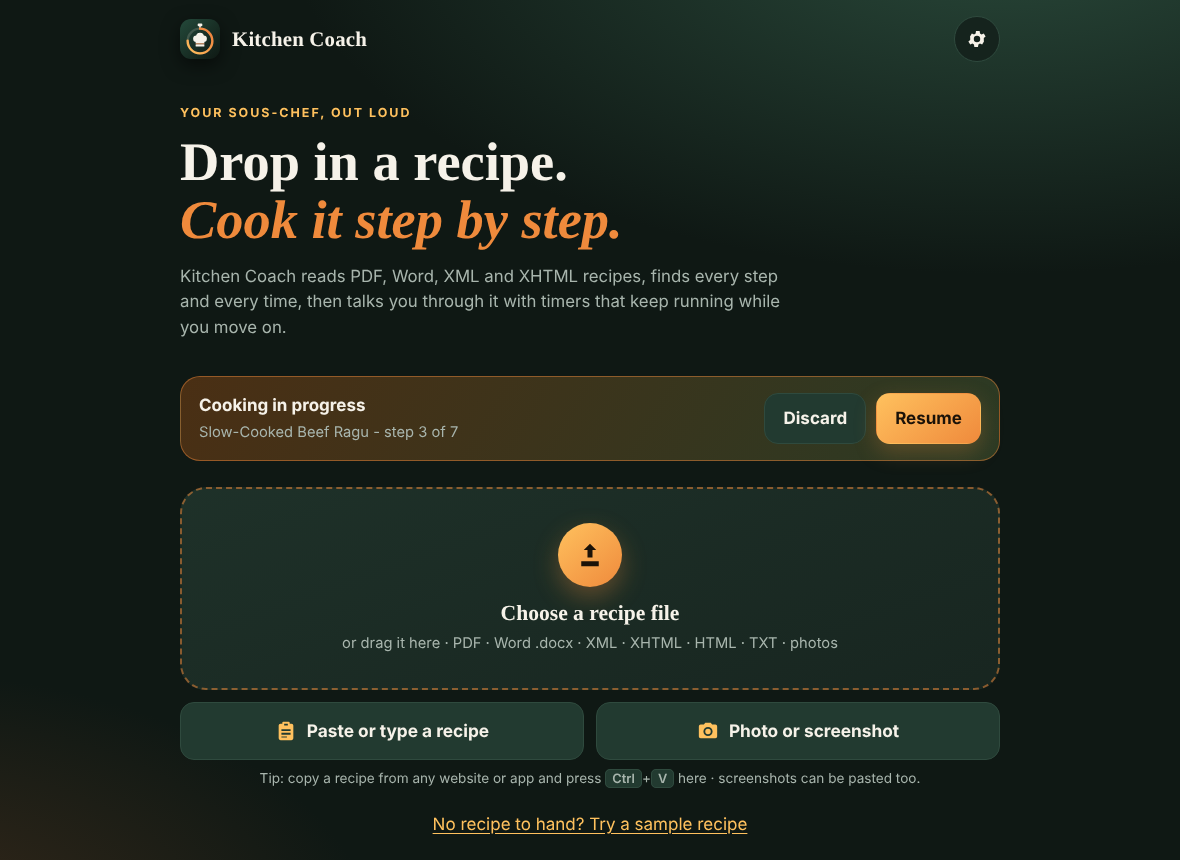 Kitchen Coach
YOUR SOUS-CHEF, OUT LOUD
Drop in a recipe.
Cook it step by step.
Kitchen Coach reads PDF, Word, XML and XHTML recipes, finds every step
and every time, then talks you through it with timers that keep running while
you move on.
Cooking in progress
Slow-Cooked Beef Ragu - step 3 of 7
Discard
Resume
Choose a recipe file
or drag it here · PDF · Word .docx · XML · XHTML · HTML · TXT · photos
Paste or type a recipe
Photo or screenshot
Tip: copy a recipe from any website or app and press Ctrl+V here · screenshots can be pasted too.
No recipe to hand? Try a sample recipe